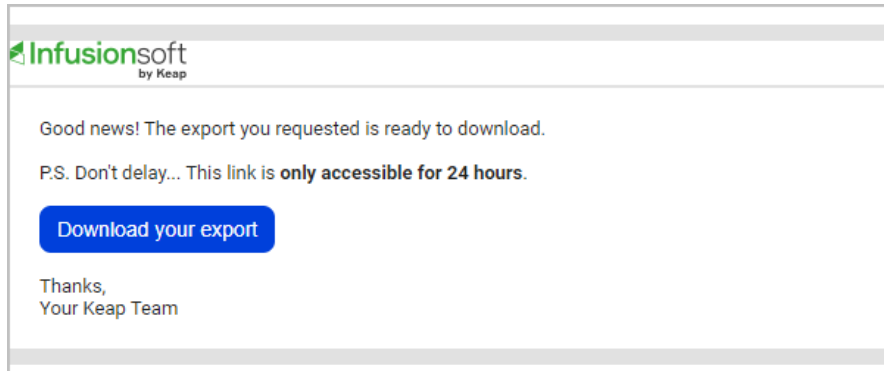 Infusionsoft
by Keap
Good news! The export you requested is ready to download.
P.S. Don't delay... This link is only accessible for 24 hours.
Download your export
Thanks,
Your Keap Team